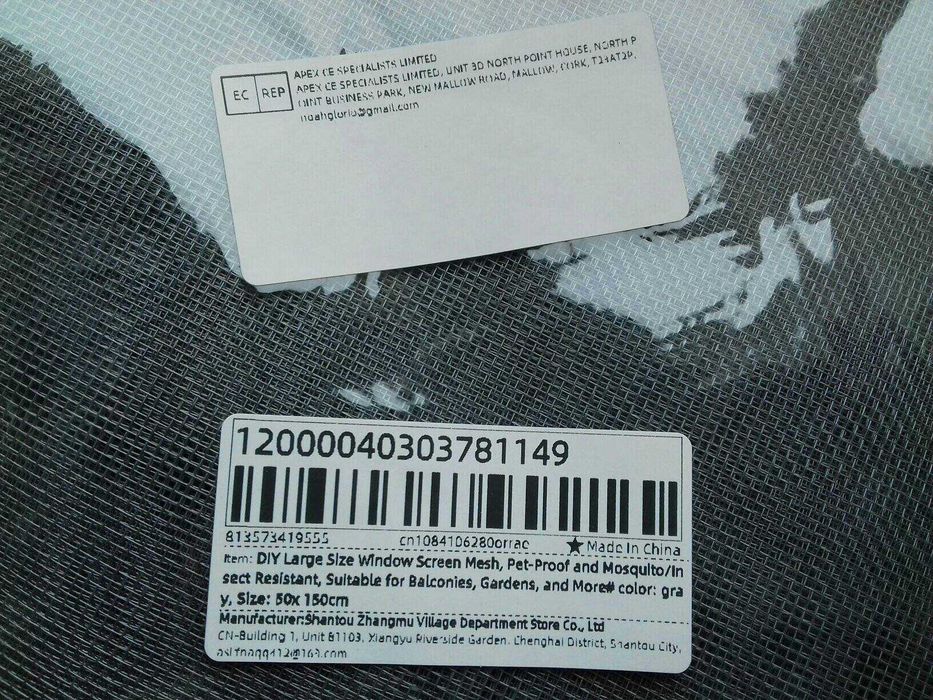 EC REP
APEX CE SPECIALISTS LIMITED
APEX CE SPECIALISTS LIMITED, UNIT 3D NORTH POINT HOUSE, NORTH P
OINT BUSINESS PARK, NEW MALLOW ROAD, MALLOW, CORK, T23AT2P,
12000040303781149
813573419555 cn1084106280orrae ★ Made In China
Item: DIY Large Size Window Screen Mesh, Pet-Proof and Mosquito/In
sect Resistant, Suitable for Balconies, Gardens, and More# color: gra
y, Size: 50x 150cm
Manufacturer:Shantou Zhangmu Village Department Store Co., Ltd
CN-Building 1, Unit B1103, Xiangyu Riverside Garden, Chenghai District, Shantou City,